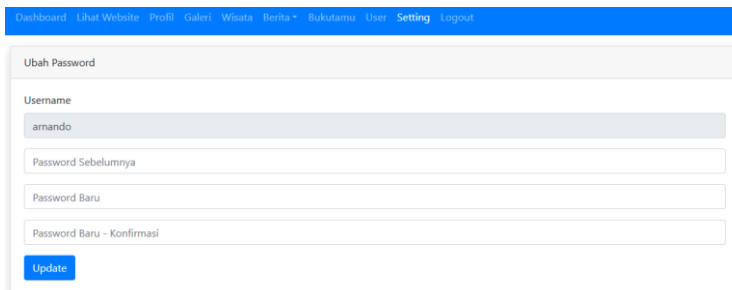 Dashboard Lihat Website Profil Galeri Wisata Berita Bukutamu User Setting Logout
Ubah Password
Username
arnando
Password Sebelumnya
Password Baru
Password Baru - Konfirmasi
Update